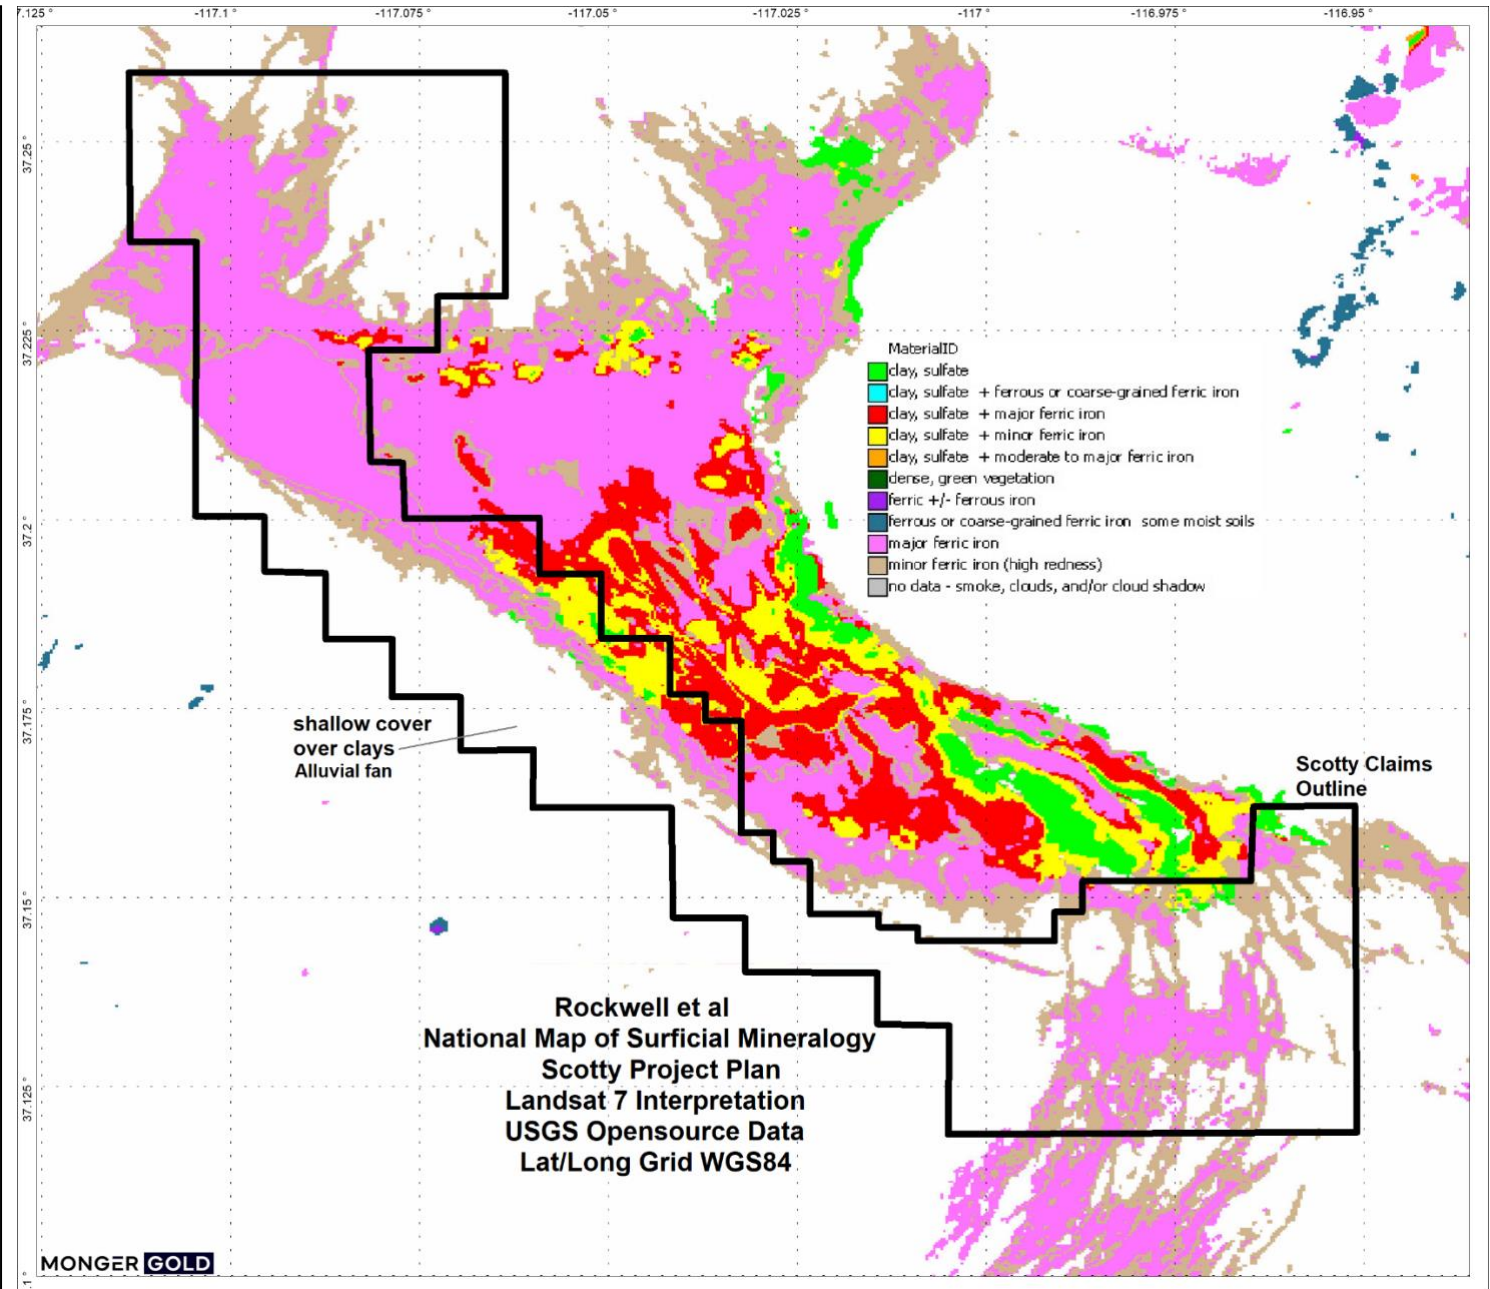 7.125 °
-117.1 °
-117.075 °
-117.05 °
-117.025 °
-117 °
-116.975 °
-116.95 °
37.25 °
37.225 °
37.2 °
37.175 °
37.15 °
37.125 °
.1 °
MaterialID
clay, sulfate
clay, sulfate + ferrous or coarse-grained ferric iron
clay, sulfate + major ferric iron
clay, sulfate + minor ferric iron
clay, sulfate + moderate to major ferric iron
dense, green vegetation
ferric +/- ferrous iron
ferrous or coarse-grained ferric iron some moist soils
major ferric iron
minor ferric iron (high redness)
no data - smoke, clouds, and/or cloud shadow
shallow cover
over clays
Alluvial fan
Scotty Claims
Outline
Rockwell et al
National Map of Surficial Mineralogy
Scotty Project Plan
Landsat 7 Interpretation
USGS Opensource Data
Lat/Long Grid WGS84
MONGER GOLD